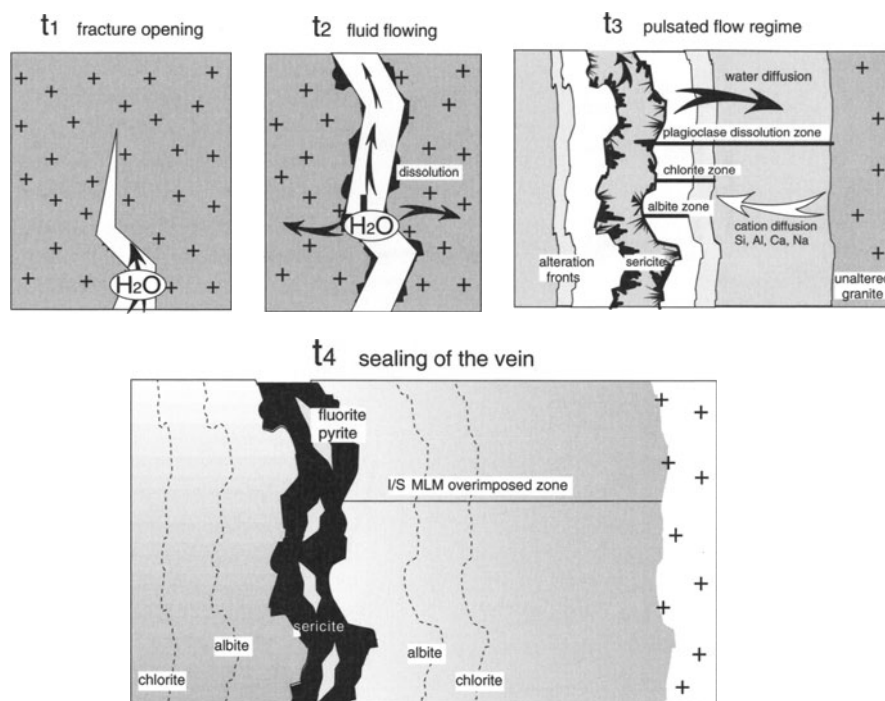 t1 fracture opening
H2O
t2 fluid flowing
dissolution
H2O
t3 pulsated flow regime
water diffusion
plagioclase dissolution zone
chlorite zone
albite zone
cation diffusion
Si, Al, Ca, Na
alteration
fronts
sericite
unaltered
granite
t4 sealing of the vein
fluorite
pyrite
I/S MLM overimposed zone
sericite
albite
chlorite
albite
chlorite